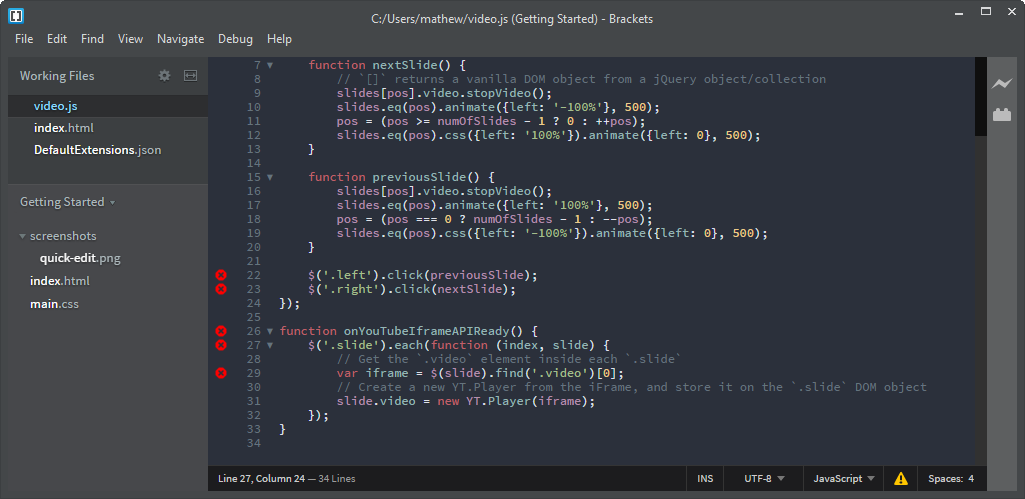 C:/Users/mathew/video.js (Getting Started) - Brackets
File Edit Find View Navigate Debug Help
Working Files
video.js
index.html
DefaultExtensions.json
Getting Started
screenshots
quick-edit.png
index.html
main.css
7 function nextSlide() {
8 // `[]` returns a vanilla DOM object from a jQuery object/collection
9 slides[pos].video.stopVideo();
10 slides.eq(pos).animate({left: '-100%'}, 500);
11 pos = (pos >= numOfSlides - 1 ? 0 : ++pos);
12 slides.eq(pos).css({left: '100%'}).animate({left: 0}, 500);
13 }
14
15 function previousSlide() {
16 slides[pos].video.stopVideo();
17 slides.eq(pos).animate({left: '100%'}, 500);
18 pos = (pos === 0 ? numOfSlides - 1 : --pos);
19 slides.eq(pos).css({left: '-100%'}).animate({left: 0}, 500);
20 }
21
22 $('.left').click(previousSlide);
23 $('.right').click(nextSlide);
24 });
25
26 function onYouTubeIframeAPIReady() {
27 $('.slide').each(function (index, slide) {
28 // Get the `.video` element inside each `.slide`
29 var iframe = $(slide).find('.video')[0];
30 // Create a new YT.Player from the iFrame, and store it on the `.slide` DOM object
31 slide.video = new YT.Player(iframe);
32 });
33 }
34
Line 27, Column 24 — 34 Lines INS UTF-8 JavaScript Spaces: 4